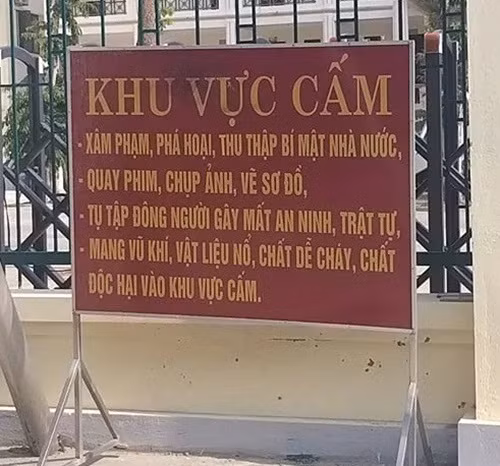 KHU VỰC CẤM
- XÂM PHẠM, PHÁ HOẠI, THU THẬP BÍ MẬT NHÀ NƯỚC,
- QUAY PHIM, CHỤP ẢNH, VẼ SƠ ĐỒ,
- TỤ TẬP ĐÔNG NGƯỜI GÂY MẤT AN NINH, TRẬT TỰ,
- MANG VŨ KHÍ, VẬT LIỆU NỔ, CHẤT DỄ CHÁY, CHẤT
ĐỘC HẠI VÀO KHU VỰC CẤM.